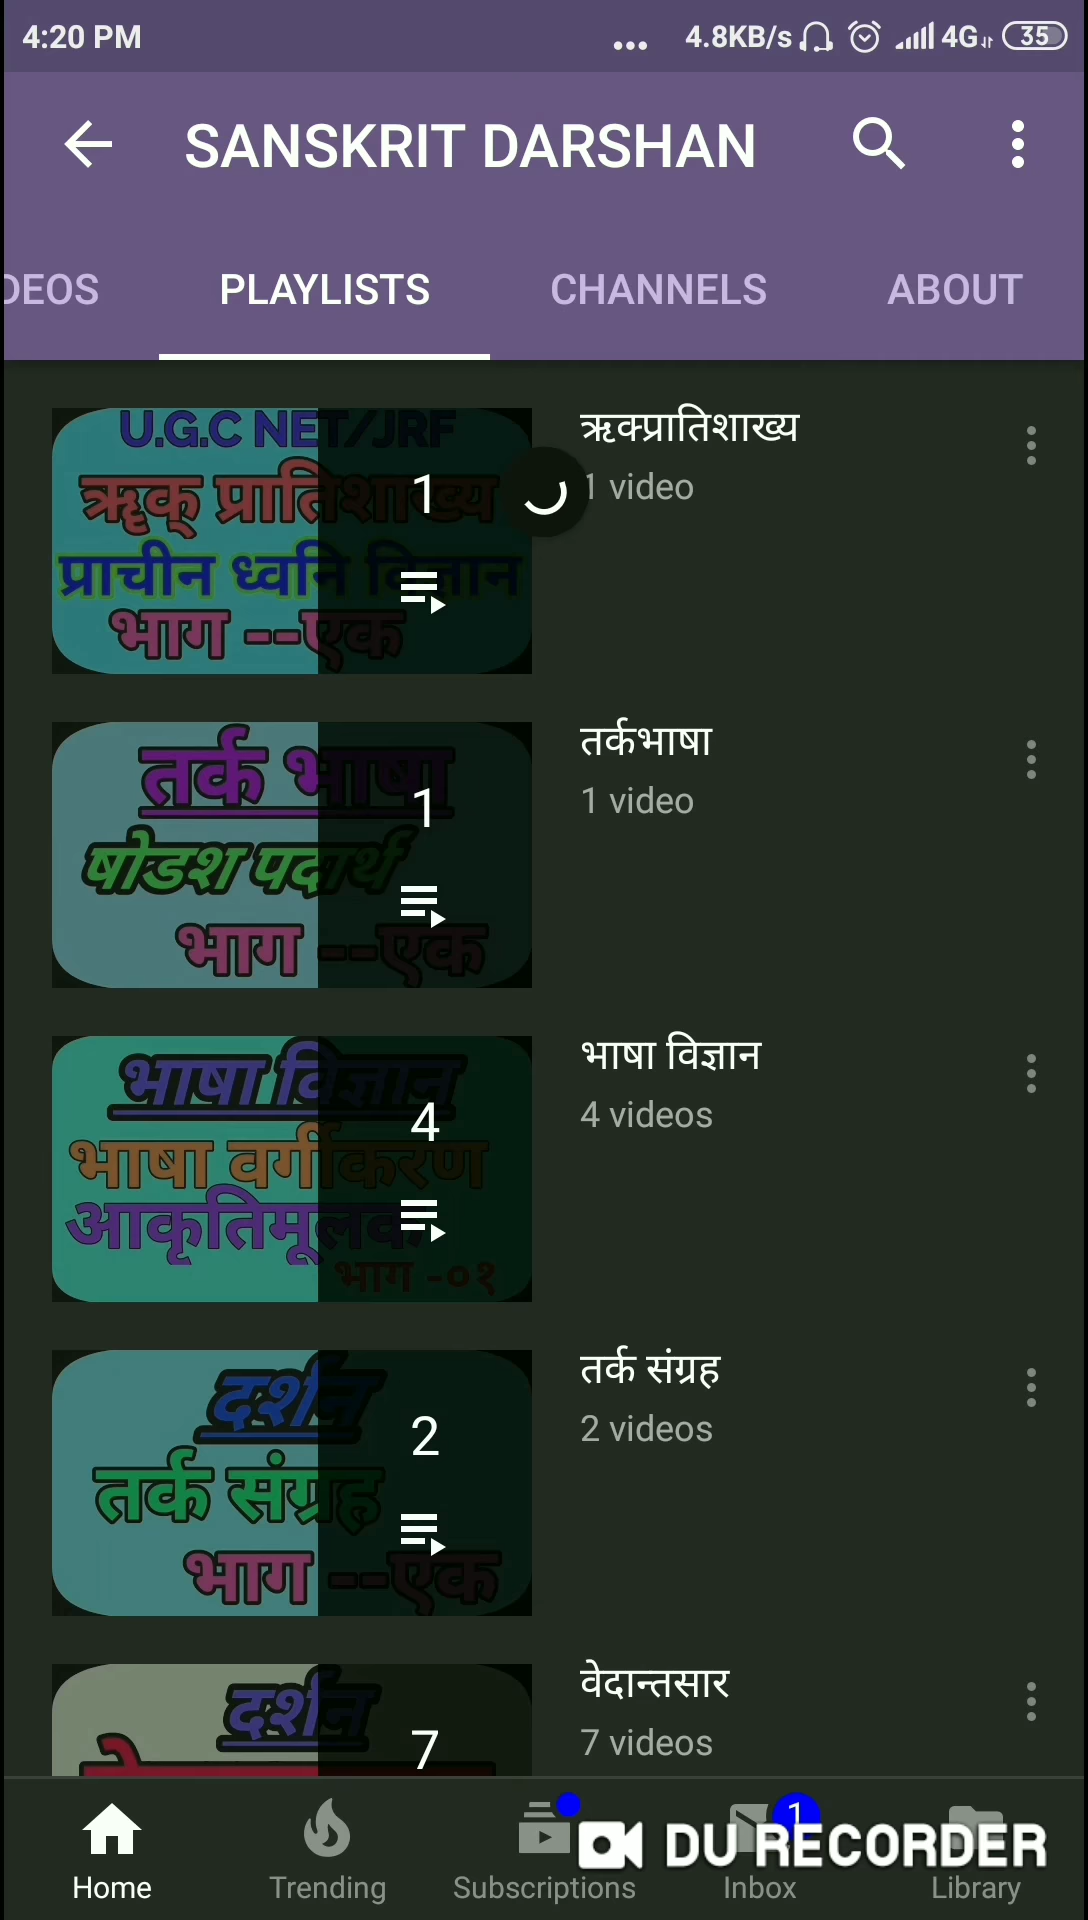 4:20 PM
... 4.8KB/s 4G 35
SANSKRIT DARSHAN
DEOS PLAYLISTS CHANNELS ABOUT
U.G.C NET/JRF
ऋक् प्रातिशाख्य
प्राचीन ध्वनि विज्ञान
भाग --एक
1
ऋक्प्रातिशाख्य
1 video
तर्क भाषा
षोडश पदार्थ
भाग --एक
1
तर्कभाषा
1 video
भाषा विज्ञान
भाषा वर्गीकरण
आकृतिमूलक
भाग -०१
4
भाषा विज्ञान
4 videos
दर्शन
तर्क संग्रह
भाग --एक
2
तर्क संग्रह
2 videos
दर्शन
7
वेदान्तसार
7 videos
1
DU RECORDER
Home Trending Subscriptions Inbox Library